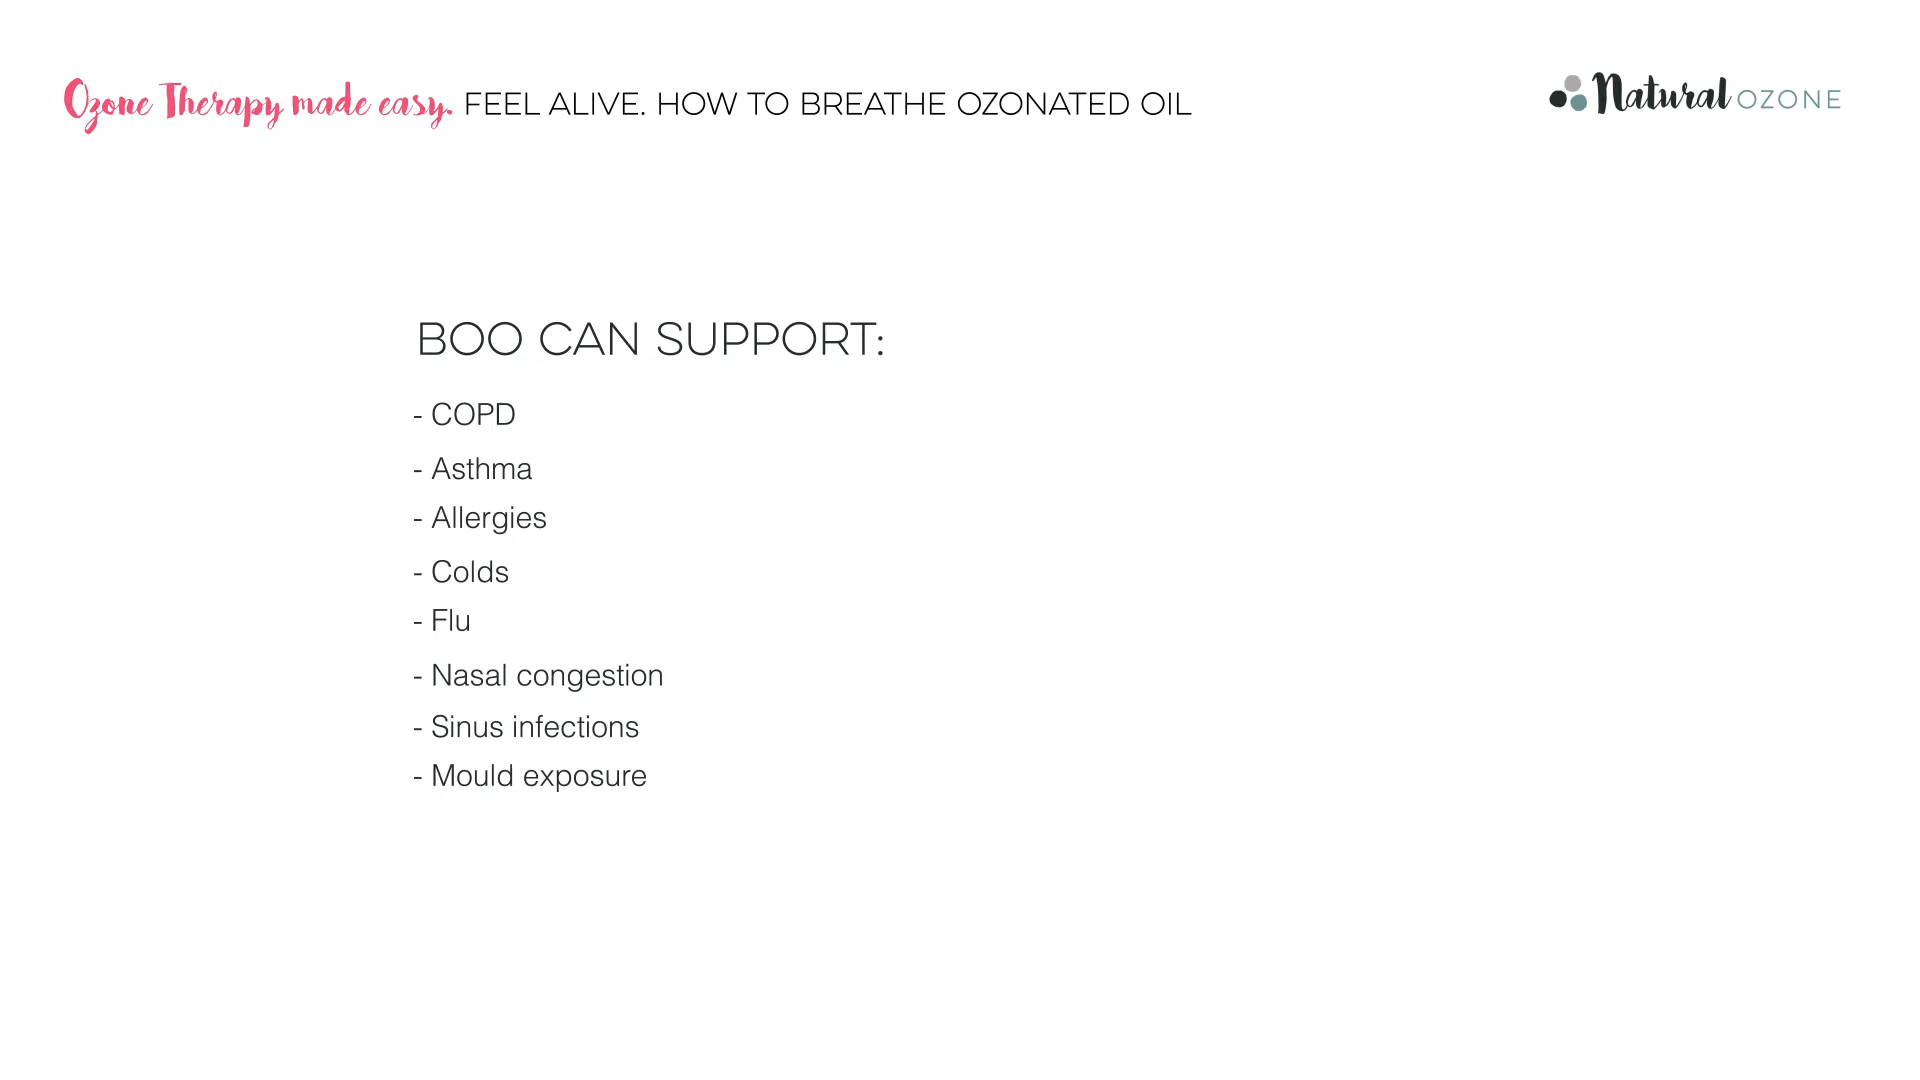 Ozone Therapy made easy. FEEL ALIVE. HOW TO BREATHE OZONATED OIL
Natural OZONE
BOO CAN SUPPORT:
- COPD
- Asthma
- Allergies
- Colds
- Flu
- Nasal congestion
- Sinus infections
- Mould exposure